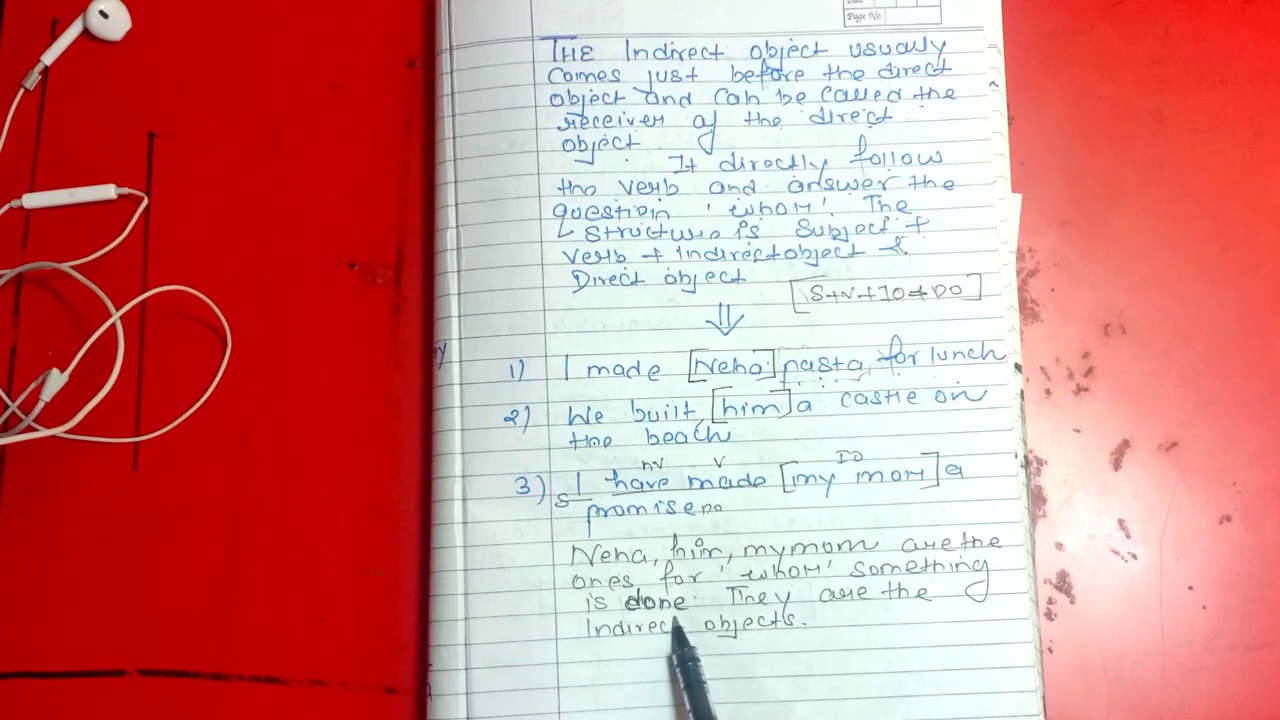 Page No.
THE Indirect object usually
comes just before the direct
object and can be called the
receiver of the direct
object.
It directly follow
the verb and answer the
question 'whom'. The
Structure is Subject +
verb + Indirect object +
Direct object
[S+V+IO+DO]
1) I made [Neha] pasta for lunch
2) We built [him] a castle on
the beach
hv v IO
3) I have made [my mom] a
S promise DO
Neha, him, my mom are the
ones for 'whom' something
is done. They are the
Indirect objects.